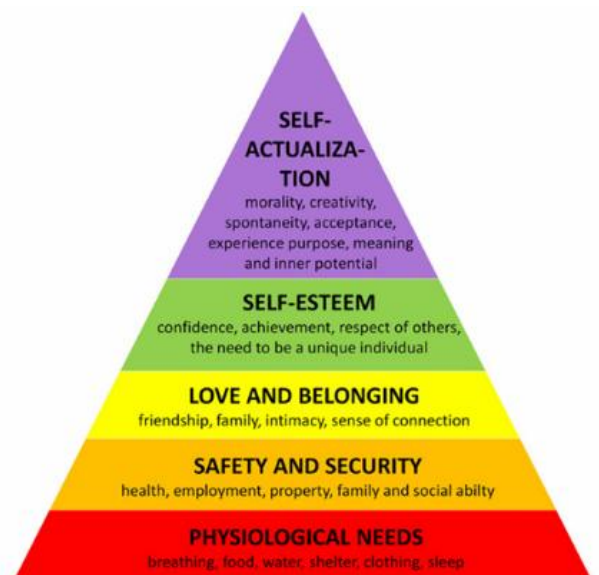 SELF-
ACTUALIZA-
TION
morality, creativity,
spontaneity, acceptance,
experience purpose, meaning
and inner potential
SELF-ESTEEM
confidence, achievement, respect of others,
the need to be a unique individual
LOVE AND BELONGING
friendship, family, intimacy, sense of connection
SAFETY AND SECURITY
health, employment, property, family and social abilty
PHYSIOLOGICAL NEEDS
breathing, food, water, shelter, clothing, sleep